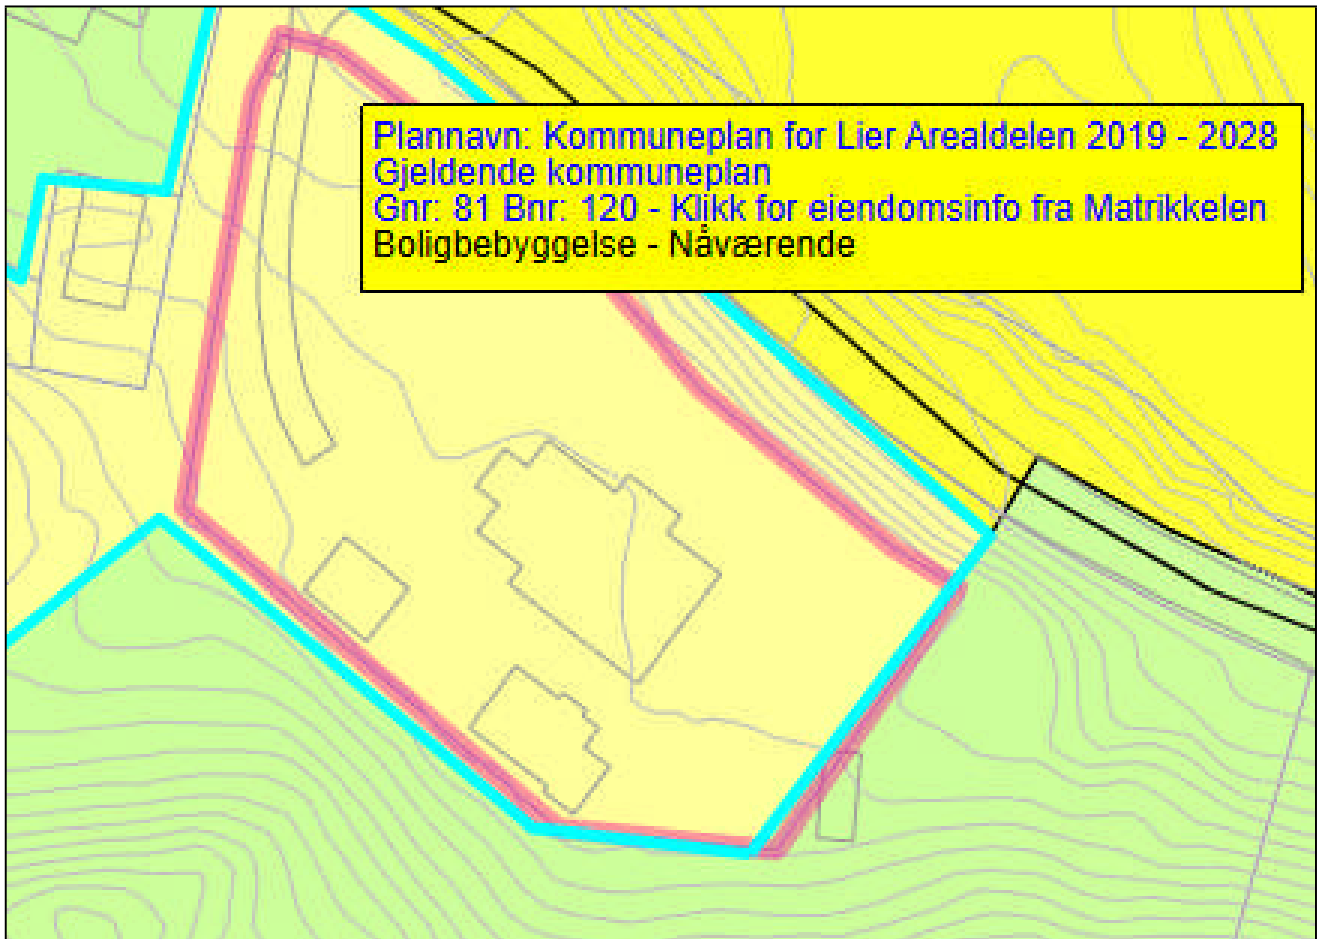 Plannavn: Kommuneplan for Lier Arealdelen 2019 - 2028
Gjeldende kommuneplan
Gnr: 81 Bnr: 120 - Klikk for eiendomsinfo fra Matrikkelen
Boligbebyggelse - Nåværende